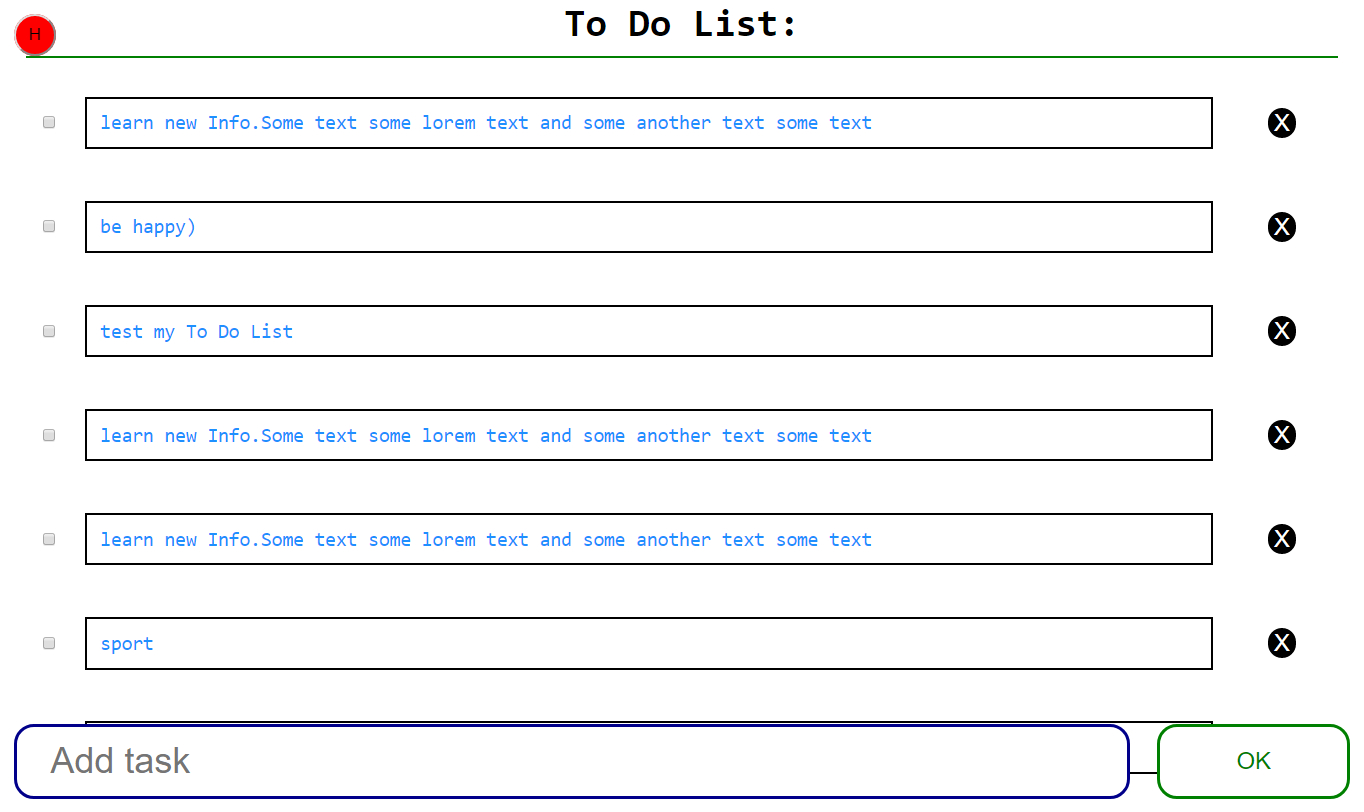 H
To Do List:
learn new Info.Some text some lorem text and some another text some text
X
be happy)
X
test my To Do List
X
learn new Info.Some text some lorem text and some another text some text
X
learn new Info.Some text some lorem text and some another text some text
X
sport
X
Add task
OK